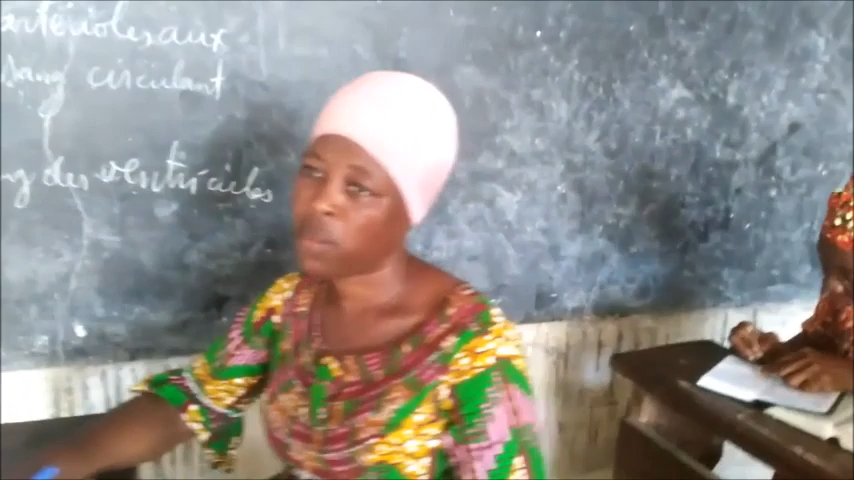 artérioles aux
sang circulant
des ventricules